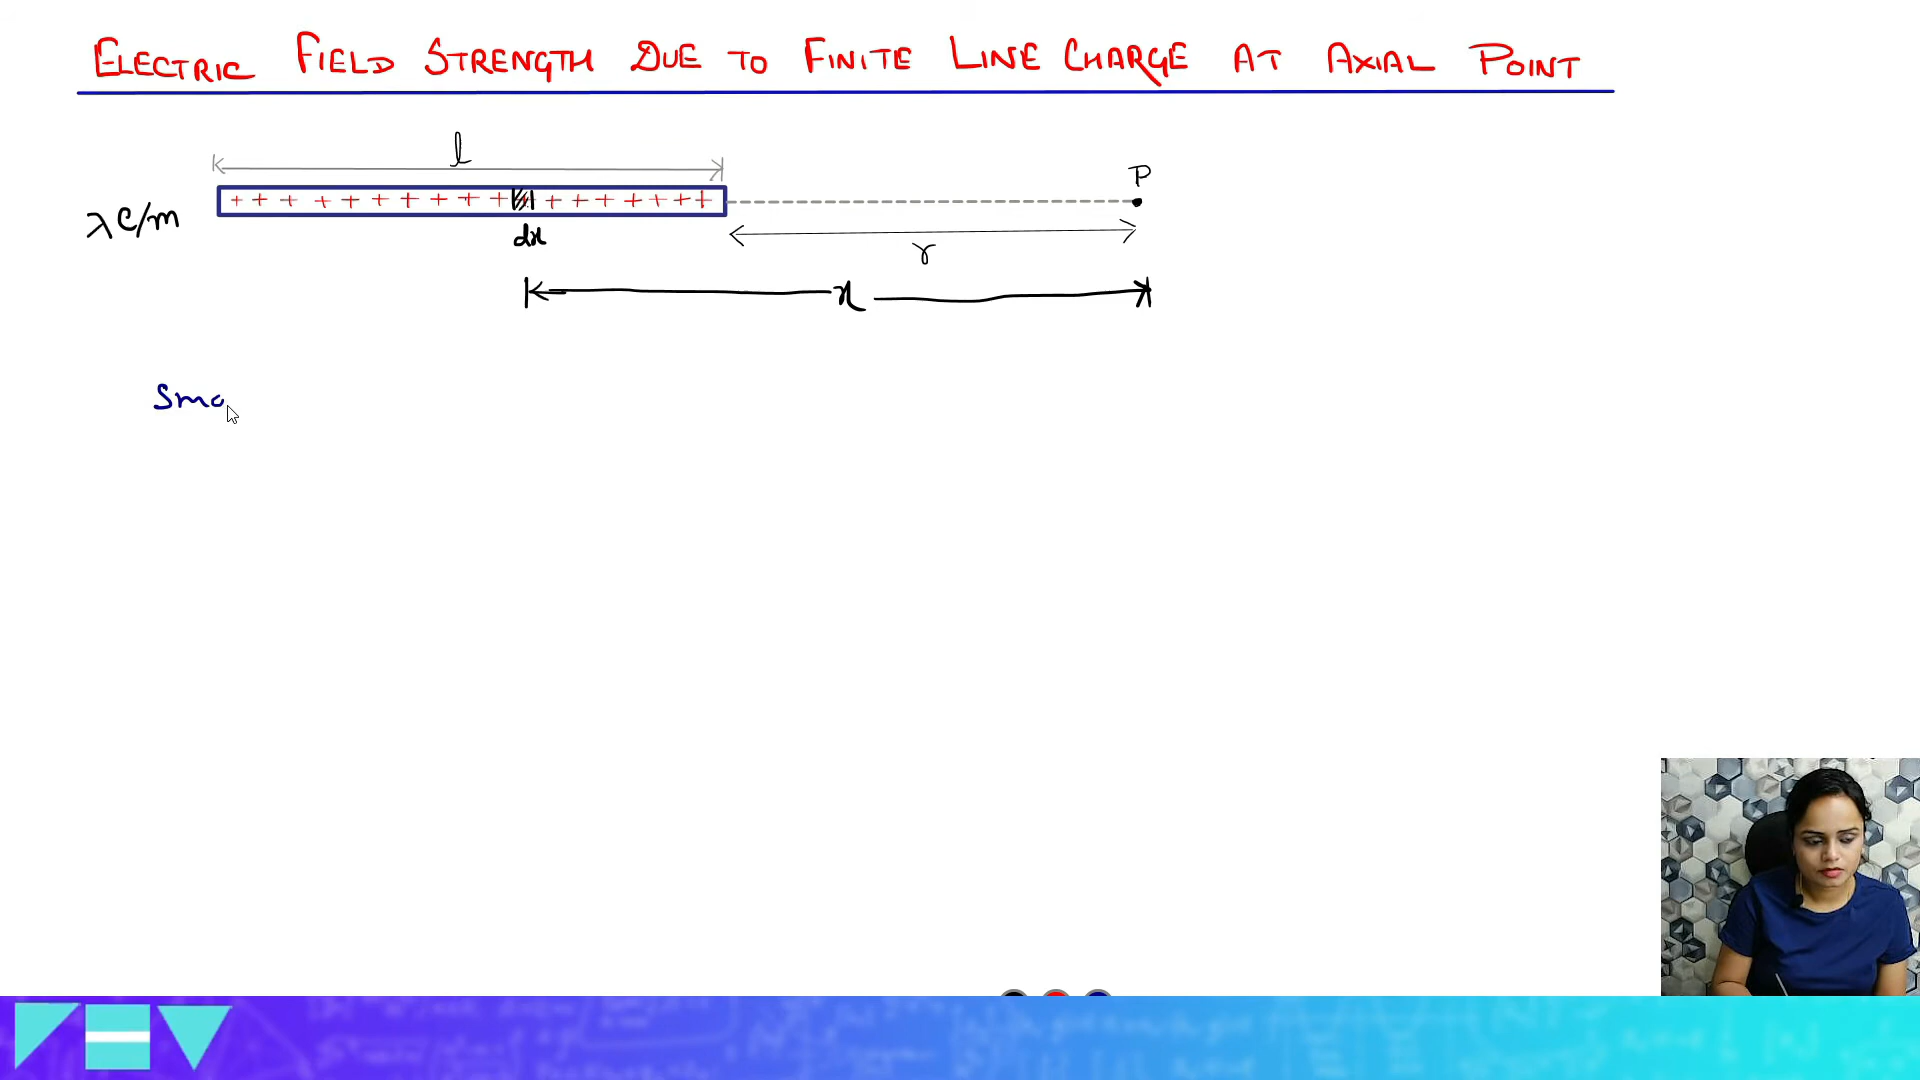 ELECTRIC FIELD STRENGTH DUE TO FINITE LINE CHARGE AT AXIAL POINT
l
P
+ + + + + + + + + + + + + + + + +
λ C/m
dx
r
x
Sma